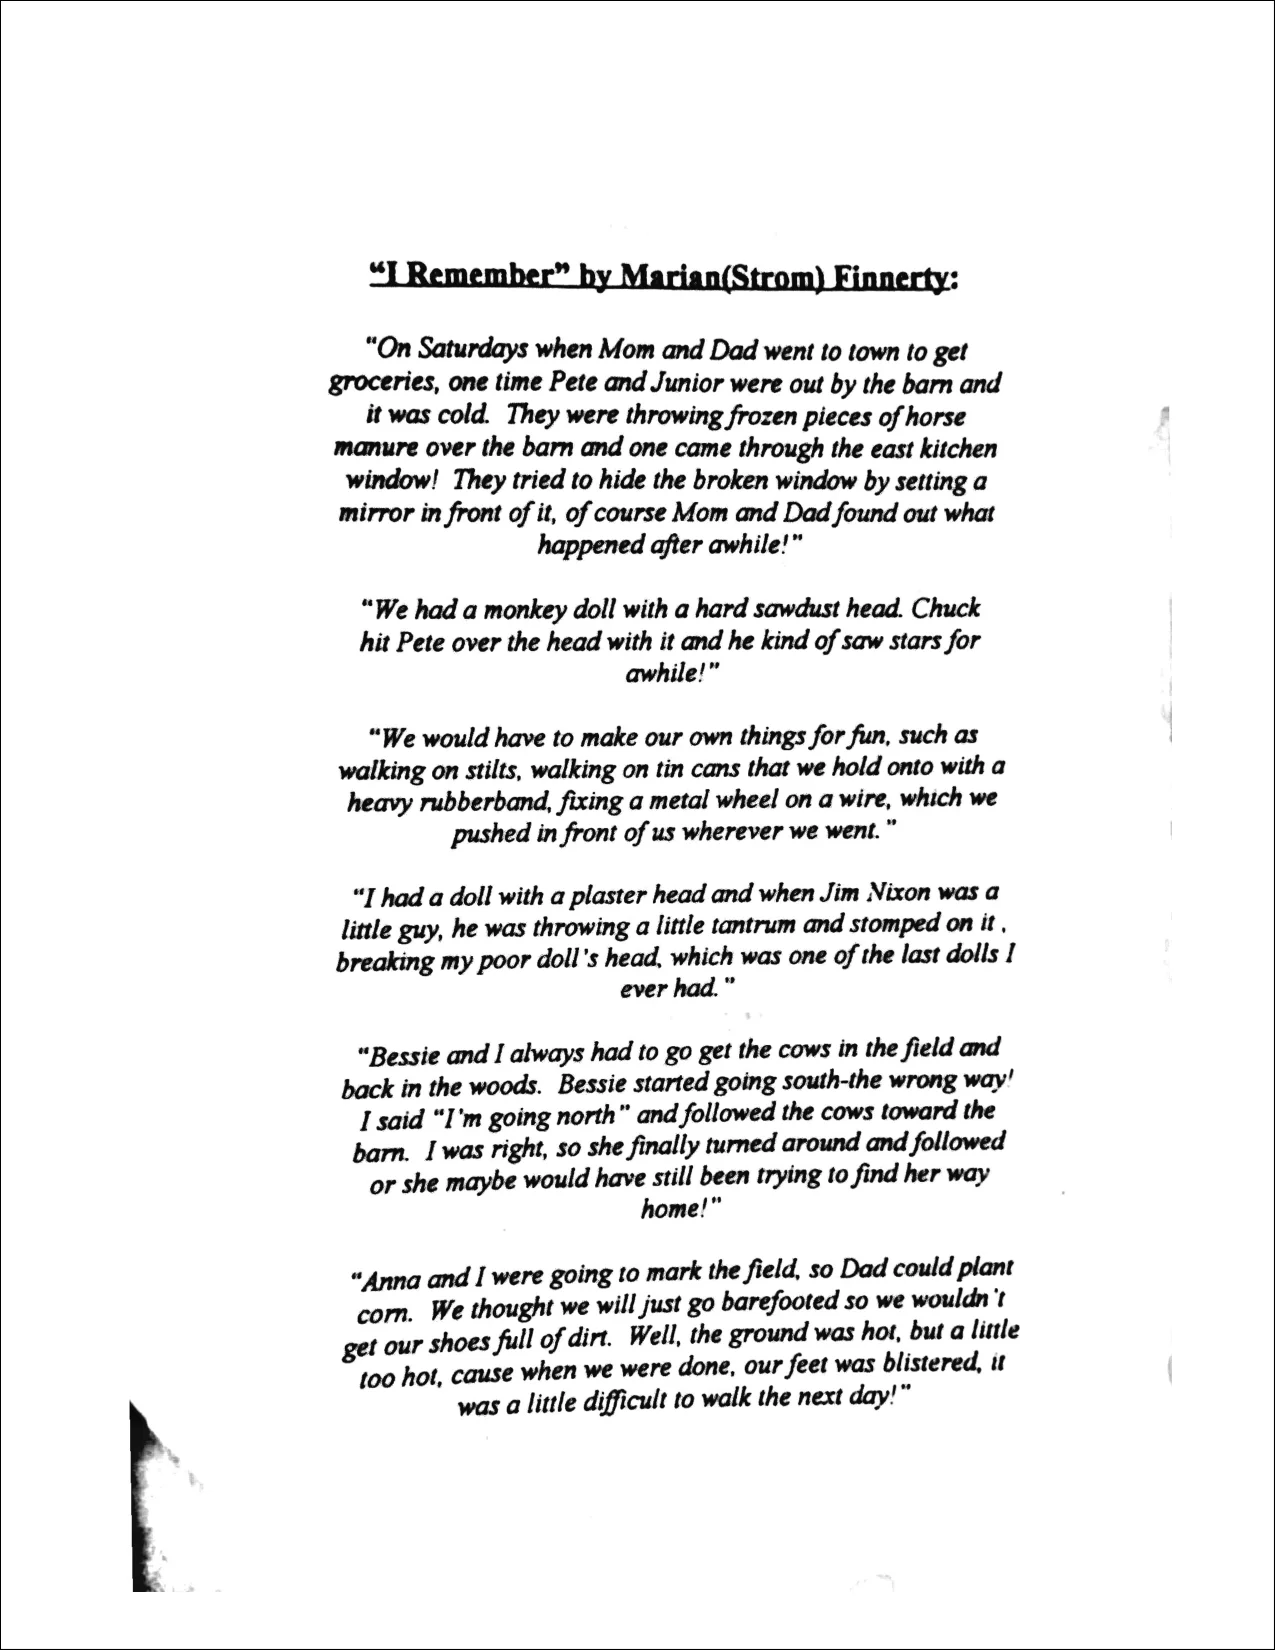 “I Remember” by Marian(Strom) Finnerty:
“On Saturdays when Mom and Dad went to town to get
groceries, one time Pete and Junior were out by the barn and
it was cold. They were throwing frozen pieces of horse
manure over the barn and one came through the east kitchen
window! They tried to hide the broken window by setting a
mirror in front of it, of course Mom and Dad found out what
happened after awhile!”
“We had a monkey doll with a hard sawdust head. Chuck
hit Pete over the head with it and he kind of saw stars for
awhile!”
“We would have to make our own things for fun, such as
walking on stilts, walking on tin cans that we hold onto with a
heavy rubberband, fixing a metal wheel on a wire, which we
pushed in front of us wherever we went.”
“I had a doll with a plaster head and when Jim Nixon was a
little guy, he was throwing a little tantrum and stomped on it ,
breaking my poor doll's head, which was one of the last dolls I
ever had.”
“Bessie and I always had to go get the cows in the field and
back in the woods. Bessie started going south-the wrong way!
I said “I'm going north” and followed the cows toward the
barn. I was right, so she finally turned around and followed
or she maybe would have still been trying to find her way
home!”
“Anna and I were going to mark the field, so Dad could plant
corn. We thought we will just go barefooted so we wouldn't
get our shoes full of dirt. Well, the ground was hot, but a little
too hot, cause when we were done, our feet was blistered, it
was a little difficult to walk the next day!”